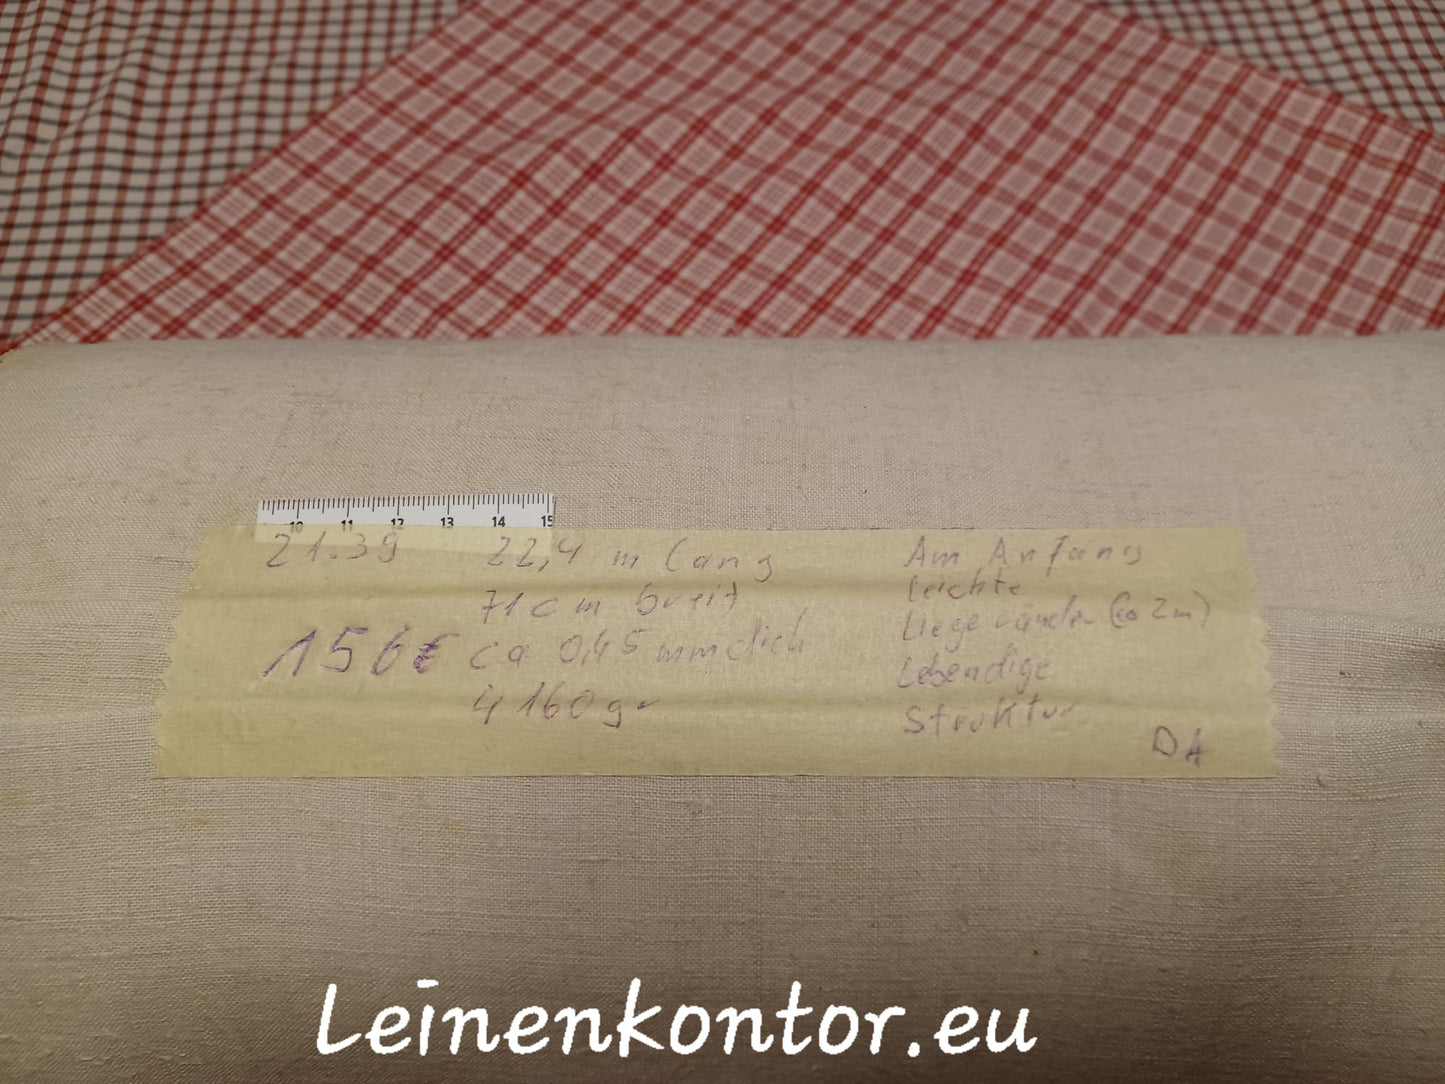 10 11 12 13 14 15
21.39
156€
22,4 m lang
71 cm breit
ca 0,45 mm dick
4160 gr
Am Anfang
leichte
Liegeränder (ca 2m)
Lebendige
Struktur
DA
Leinenkontor.eu